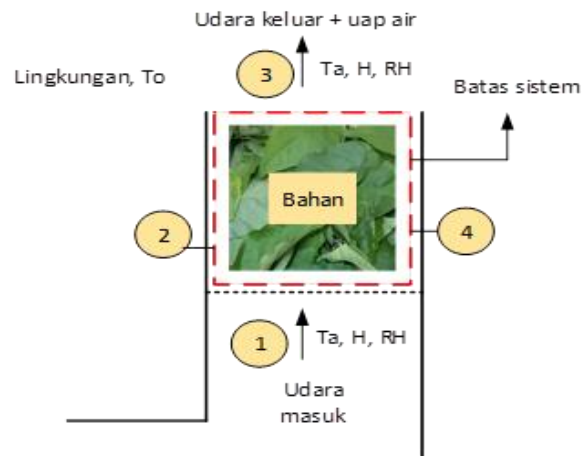 Udara keluar + uap air
3
Ta, H, RH
Lingkungan, To
Batas sistem
Bahan
2
4
1
Ta, H, RH
Udara
masuk